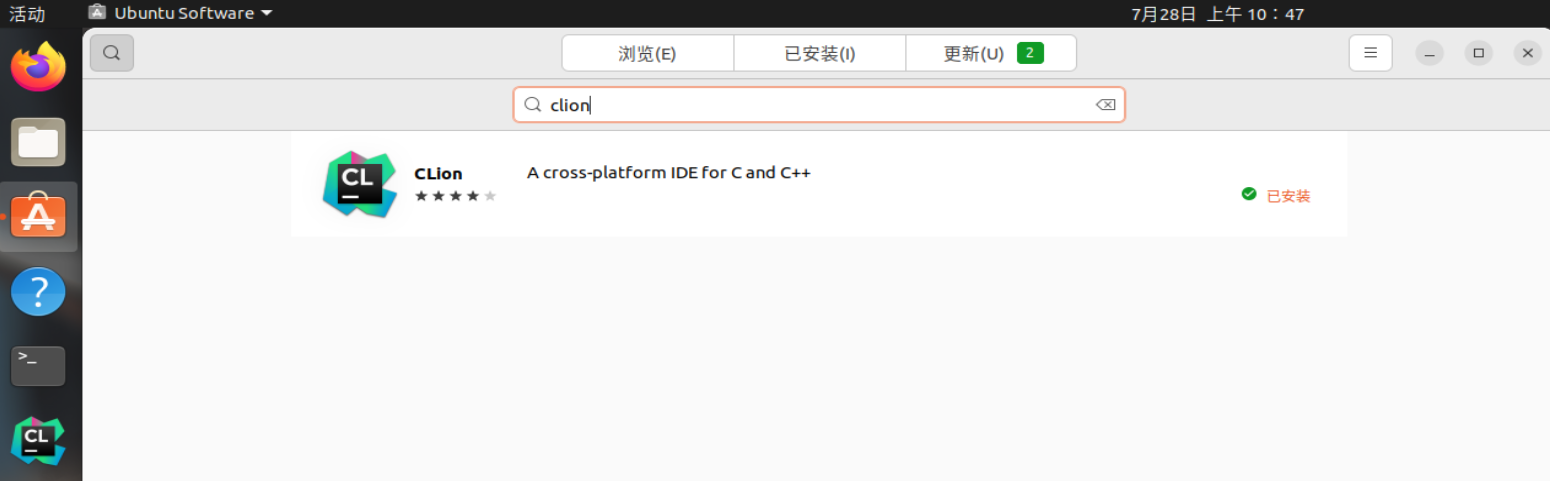 活动 Ubuntu Software 7月28日 上午 10：47
浏览(E) 已安装(I) 更新(U) 2
clion
CL CLion A cross-platform IDE for C and C++
已安装
>_
CL